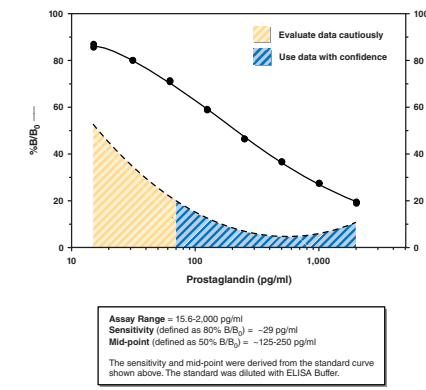 100
80
60
40
20
0
%B/B₀ —
100
80
60
40
20
0
Evaluate data cautiously
Use data with confidence
10 100 1,000
Prostaglandin (pg/ml)
Assay Range = 15.6-2,000 pg/ml
Sensitivity (defined as 80% B/B₀) = ~29 pg/ml
Mid-point (defined as 50% B/B₀) = ~125-250 pg/ml
The sensitivity and mid-point were derived from the standard curve
shown above. The standard was diluted with ELISA Buffer.